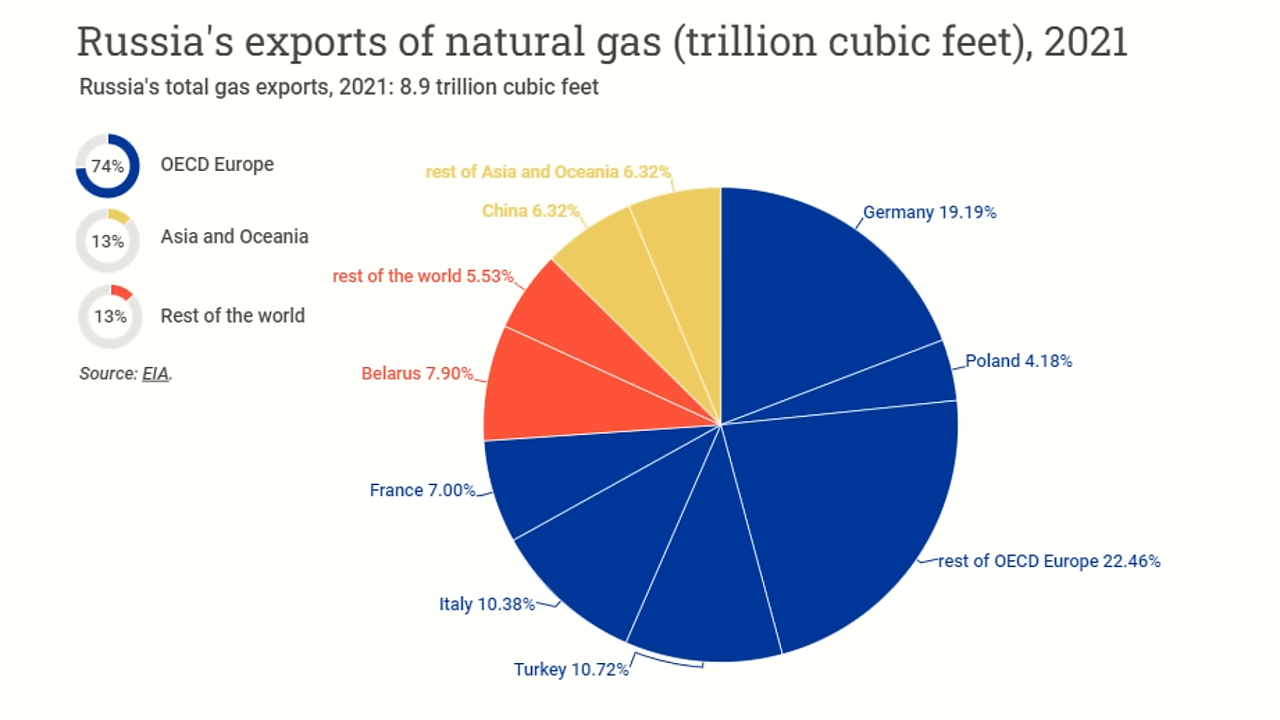 Russia's exports of natural gas (trillion cubic feet), 2021
Russia's total gas exports, 2021: 8.9 trillion cubic feet
74%
OECD Europe
13%
Asia and Oceania
13%
Rest of the world
Source: EIA.
rest of Asia and Oceania 6.32%
China 6.32%
rest of the world 5.53%
Belarus 7.90%
France 7.00%
Italy 10.38%
Turkey 10.72%
Germany 19.19%
Poland 4.18%
rest of OECD Europe 22.46%